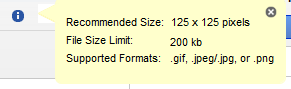 Recommended Size: 125 x 125 pixels
File Size Limit: 200 kb
Supported Formats: .gif, .jpeg/.jpg, or .png